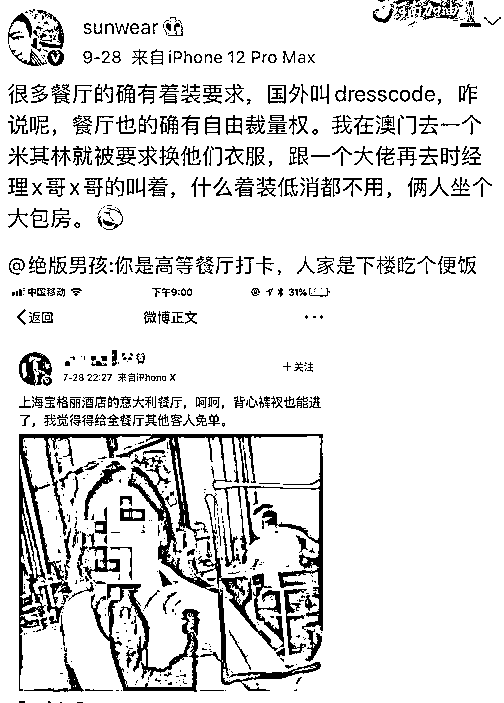 sunwear
9-28 来自iPhone 12 Pro Max
很多餐厅的确有着装要求，国外叫dresscode，咋
说呢，餐厅也的确有自由裁量权。我在澳门去一个
米其林就被要求换他们衣服，跟一个大佬再去时经
理x哥x哥的叫着，什么着装低消都不用，俩人坐个
大包房。
@绝版男孩:你是高等餐厅打卡，人家是下楼吃个便饭
中国移动 下午9:00 31%
返回 微博正文 ···
7-28 22:27 来自iPhone X
+关注
上海宝格丽酒店的意大利餐厅，呵呵，背心裤衩也能进
了，我觉得得给全餐厅其他客人免单。